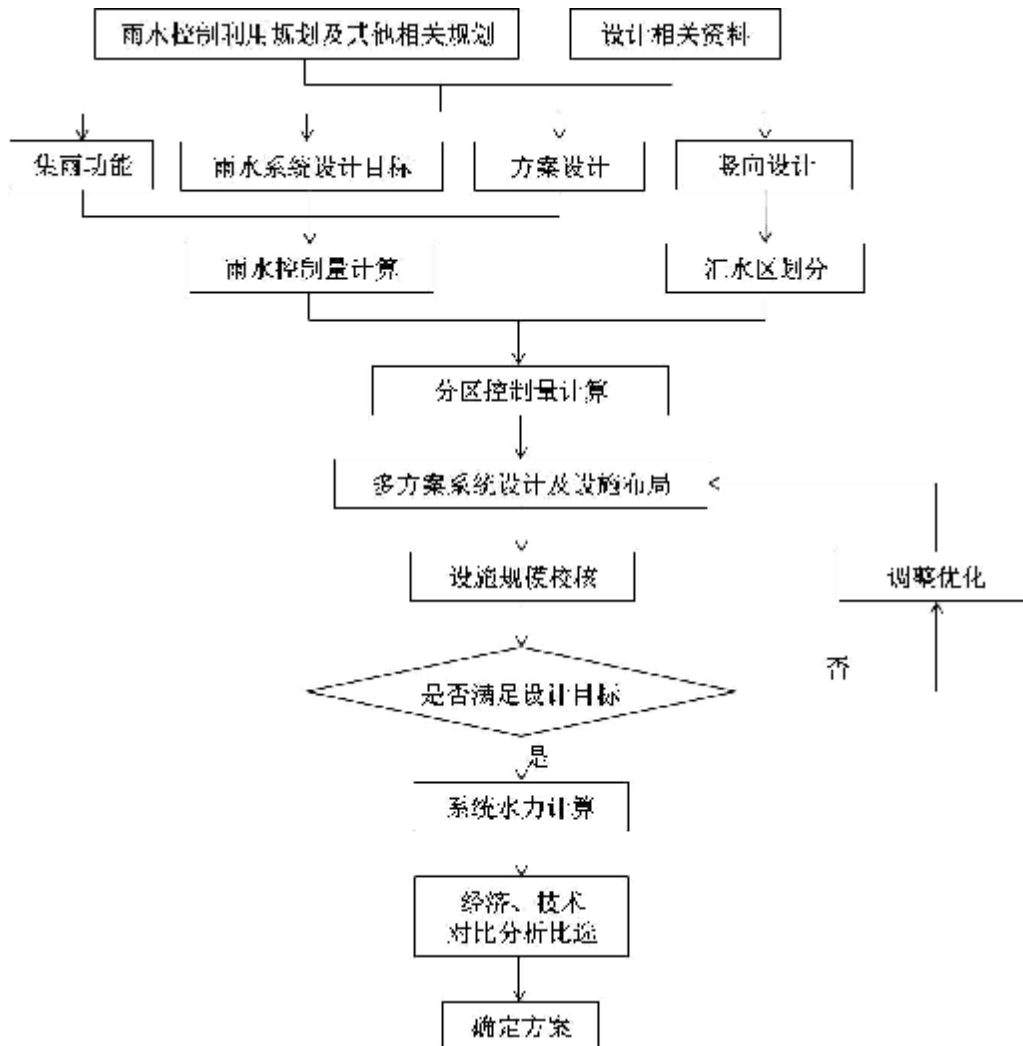 雨水控制利用规划及其他相关规划
设计相关资料
集雨功能
雨水系统设计目标
方案设计
竖向设计
雨水控制量计算
汇水区划分
分区控制量计算
多方案系统设计及设施布局
设施规模校核
调整优化
否
是否满足设计目标
是
系统水力计算
经济、技术
对比分析比选
确定方案